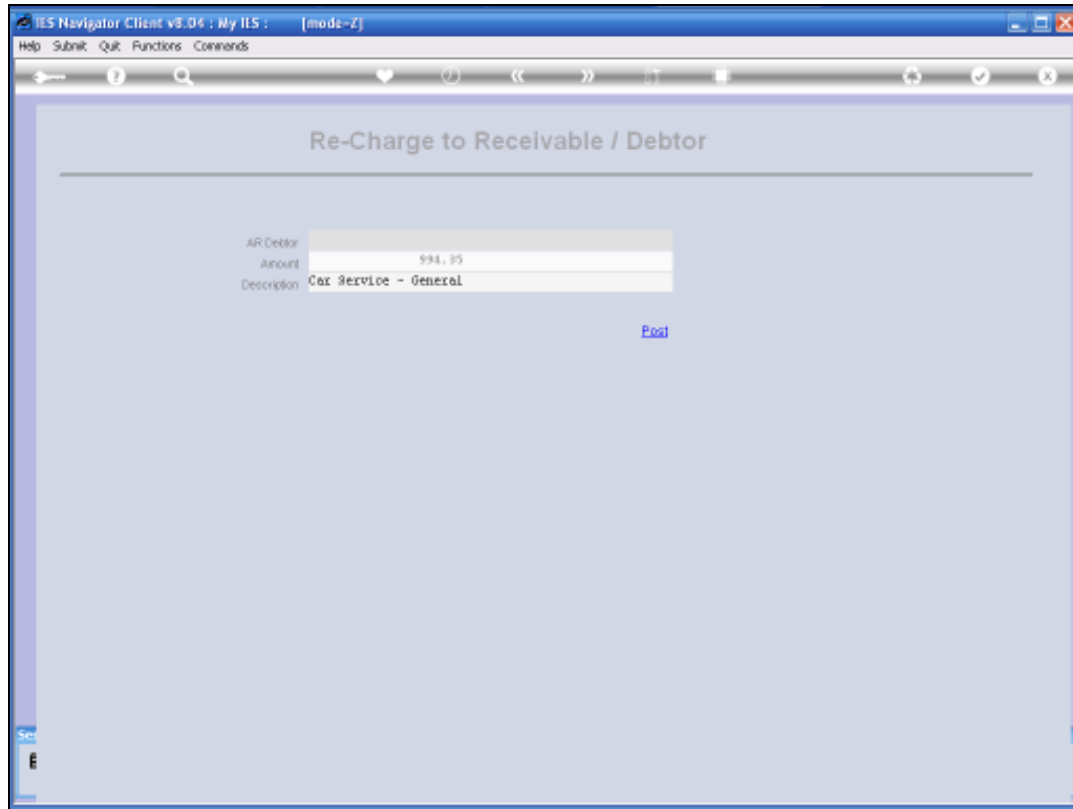 IES Navigator Client v8.04 : My IES : [mode=Z]
Help Submit Quit Functions Commands
Re-Charge to Receivable / Debtor
AR Debtor
Amount 994.35
Description Car Service - General
Post